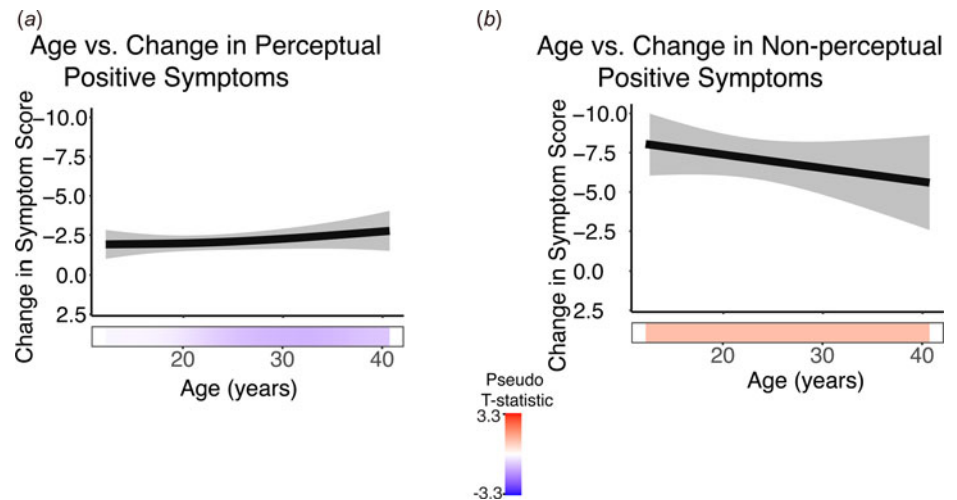 (a)
Age vs. Change in Perceptual
Positive Symptoms
Change in Symptom Score
-10.0
-7.5
-5.0
-2.5
0.0
2.5
20
30
40
Age (years)
(b)
Age vs. Change in Non-perceptual
Positive Symptoms
Change in Symptom Score
-10.0
-7.5
-5.0
-2.5
0.0
2.5
20
30
40
Age (years)
Pseudo
T-statistic
3.3
-3.3